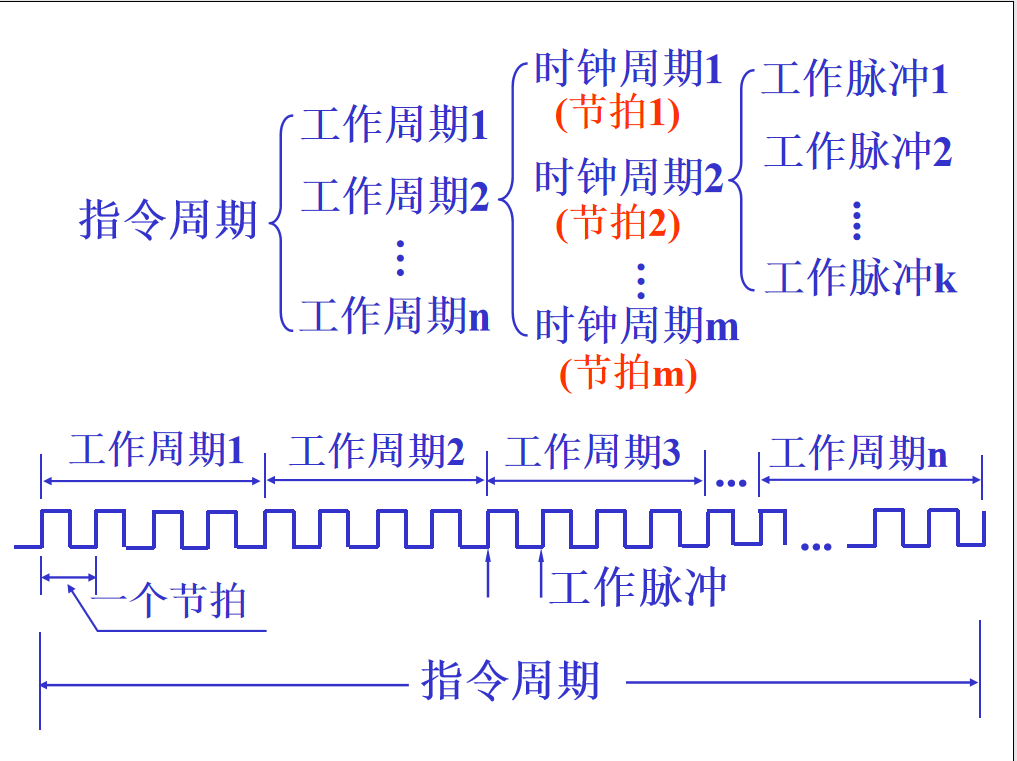 指令周期
工作周期1
工作周期2
⋮
工作周期n
时钟周期1
(节拍1)
时钟周期2
(节拍2)
⋮
时钟周期m
(节拍m)
工作脉冲1
工作脉冲2
⋮
工作脉冲k
工作周期1 工作周期2 工作周期3 ... 工作周期n
...
一个节拍 工作脉冲
指令周期